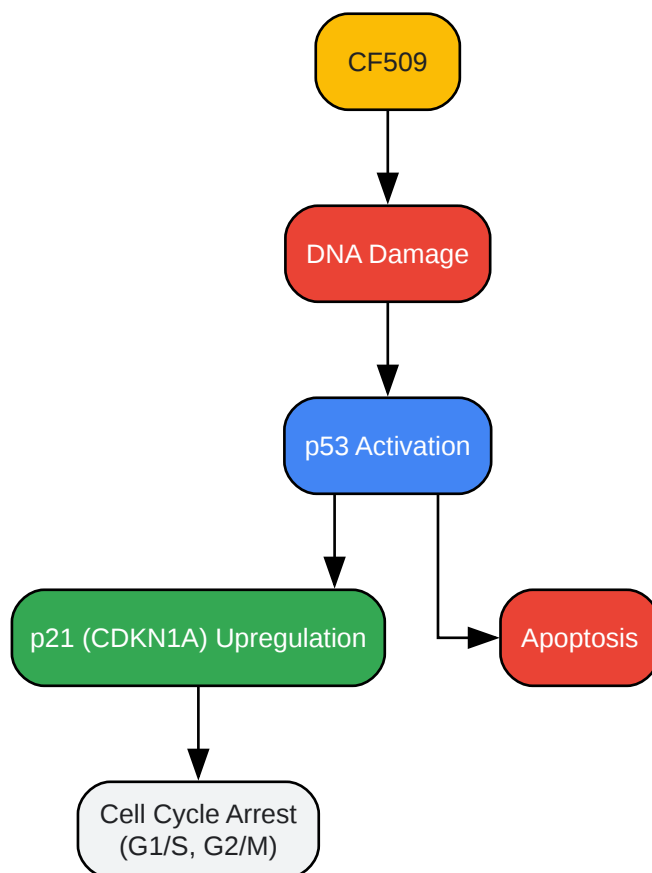 CF509
DNA Damage
p53 Activation
p21 (CDKN1A) Upregulation
Apoptosis
Cell Cycle Arrest
(G1/S, G2/M)